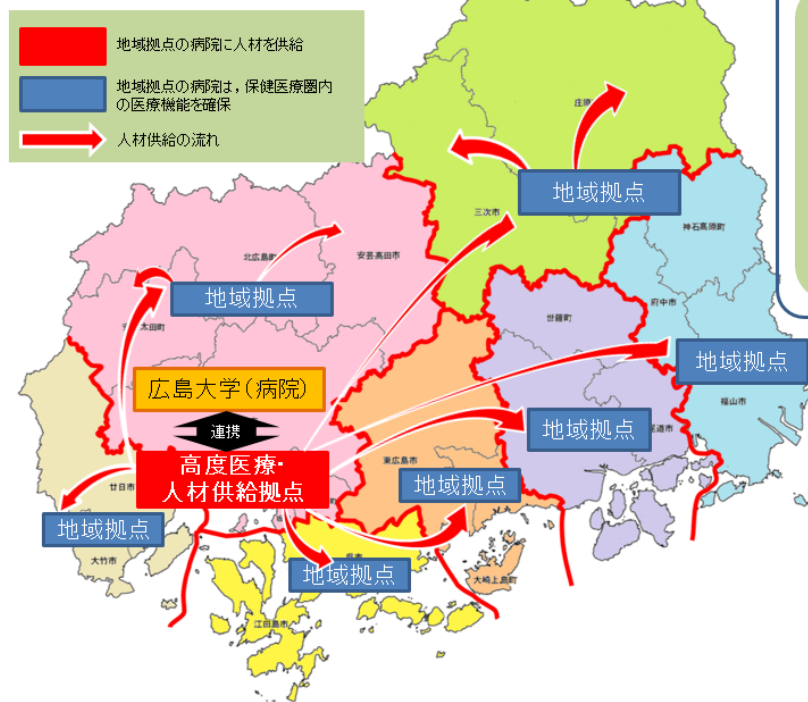 地域拠点の病院に人材を供給
地域拠点の病院は，保健医療圏内
の医療機能を確保
人材供給の流れ
庄原
地域拠点
三次市
神石高原町
安芸高田市
北広島町
地域拠点
太田町
世羅町
府中市
地域拠点
福山市
広島大学（病院）
連携
高度医療・
人材供給拠点
地域拠点
尾道市
東広島市
地域拠点
廿日市
地域拠点
大竹市
呉市
地域拠点
大崎上島町
江田島市